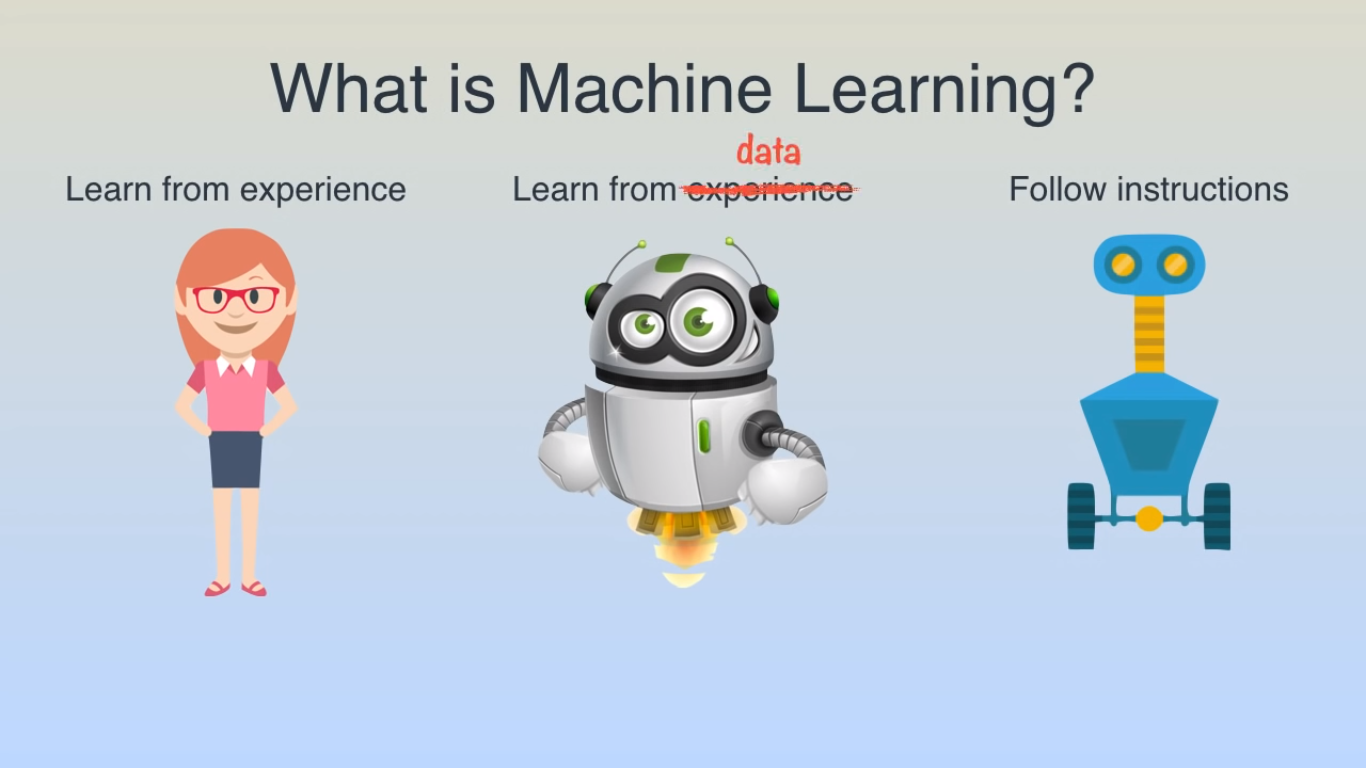 What is Machine Learning?
data
Learn from experience
Learn from experience
Follow instructions